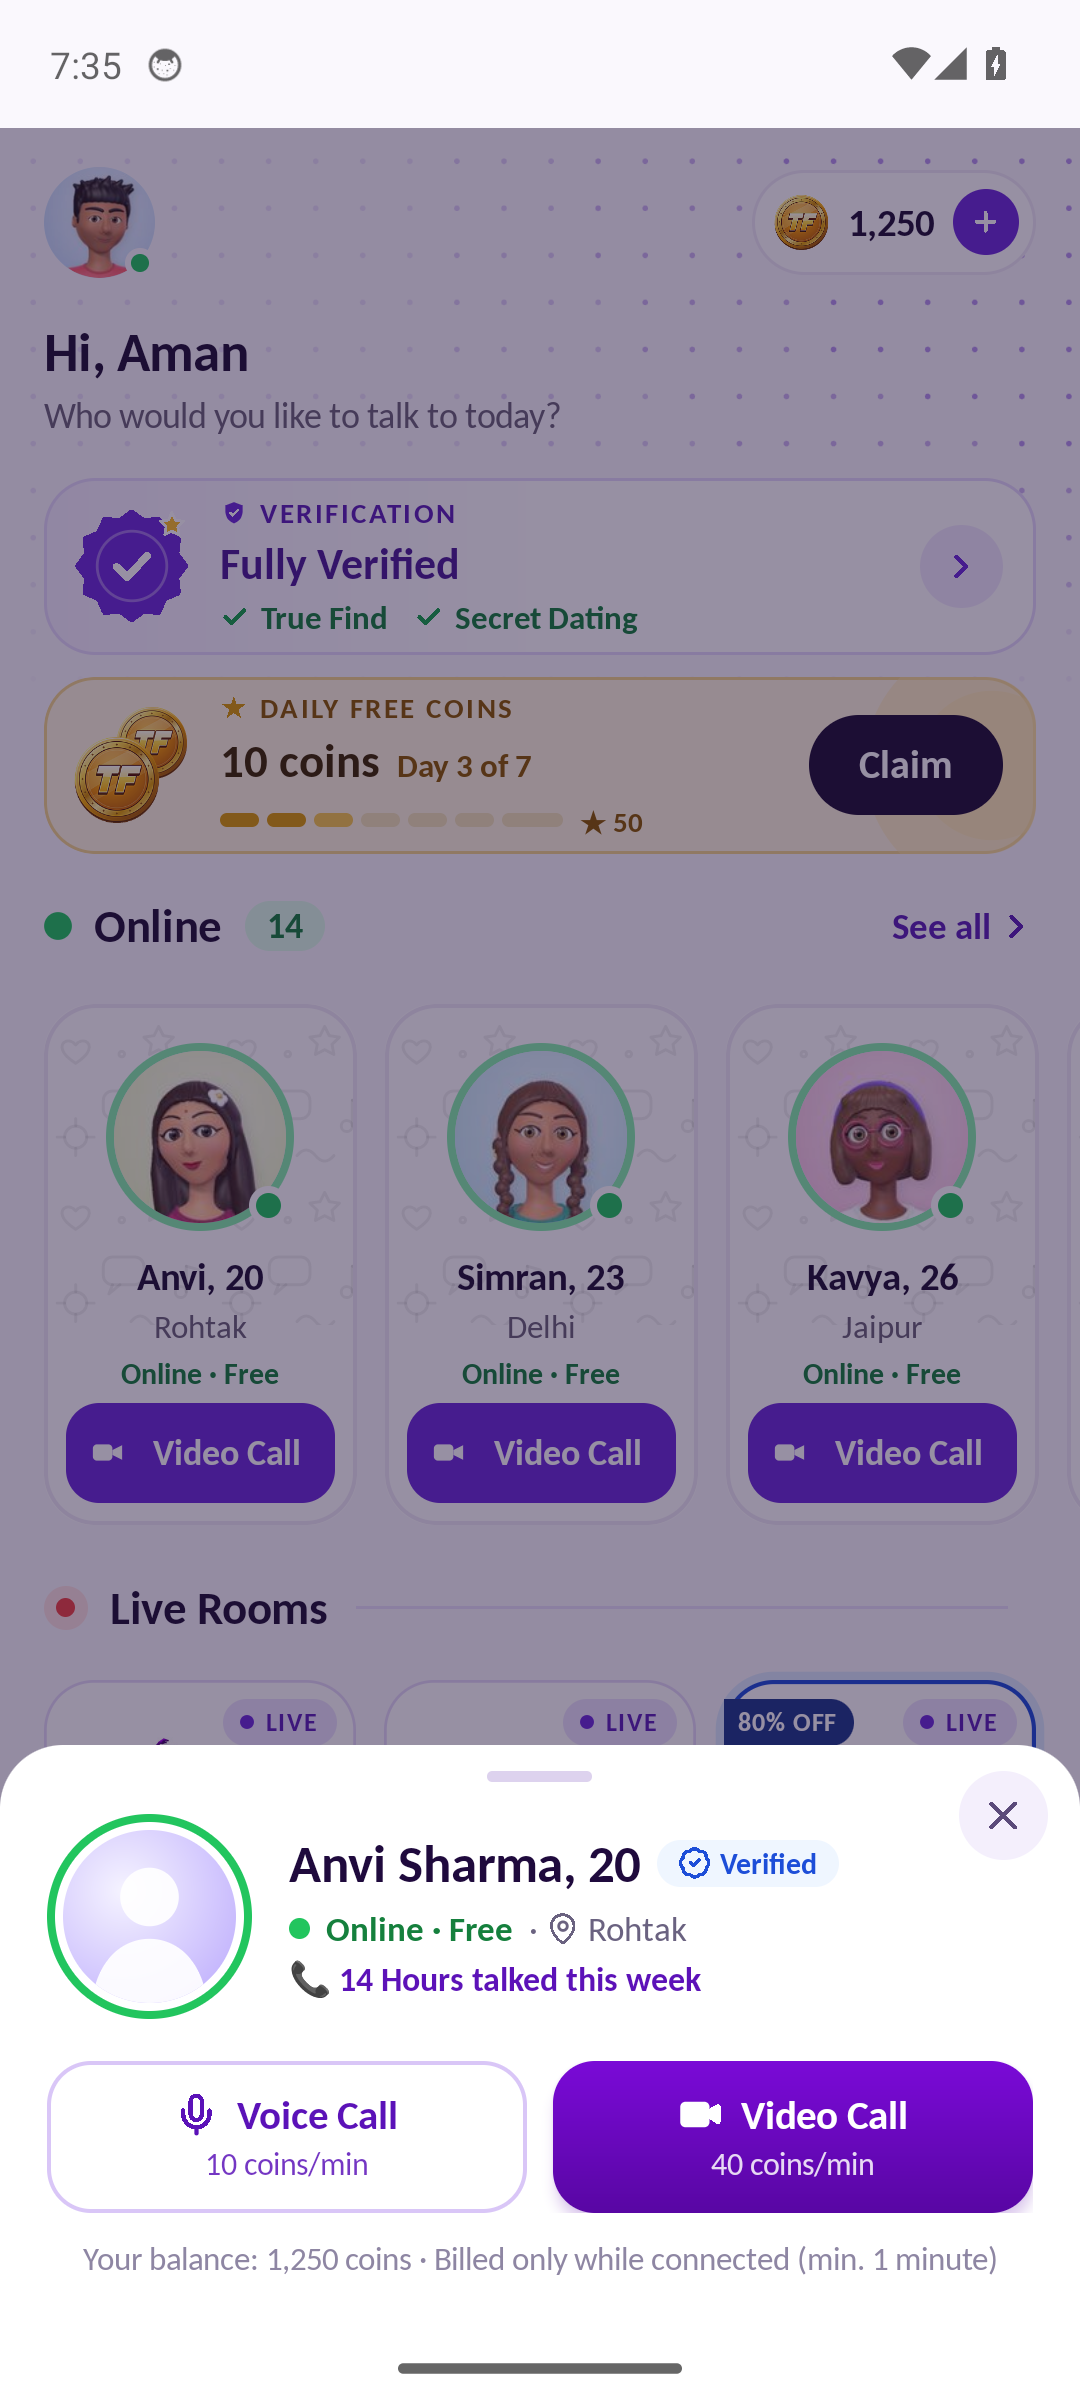 7:35
TF 1,250
Hi, Aman
Who would you like to talk to today?
VERIFICATION
Fully Verified
True Find Secret Dating
DAILY FREE COINS
TF TF
10 coins Day 3 of 7
Claim
★ 50
Online 14
See all
Anvi, 20
Rohtak
Online · Free
Video Call
Simran, 23
Delhi
Online · Free
Video Call
Kavya, 26
Jaipur
Online · Free
Video Call
Live Rooms
LIVE
LIVE
80% OFF LIVE
Anvi Sharma, 20 Verified
Online · Free · Rohtak
📞 14 Hours talked this week
Voice Call
10 coins/min
Video Call
40 coins/min
Your balance: 1,250 coins · Billed only while connected (min. 1 minute)